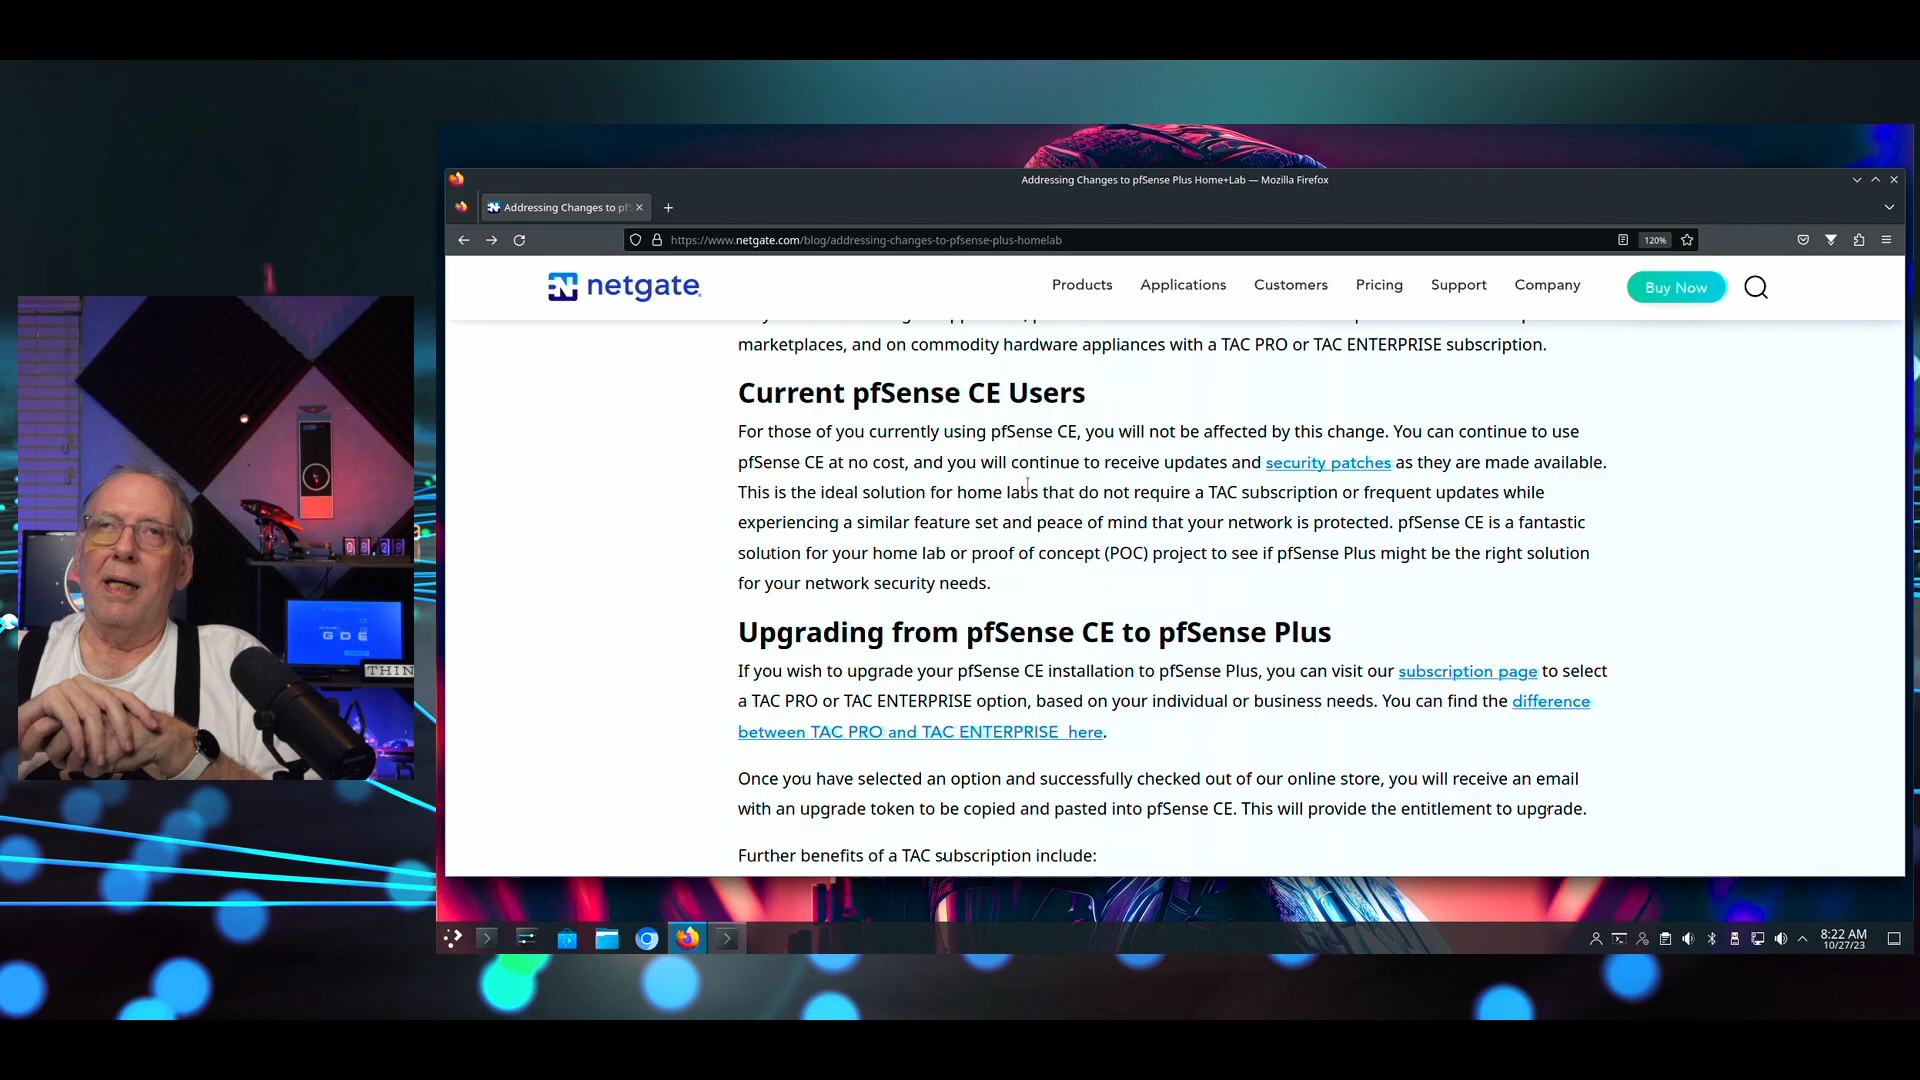 Addressing Changes to pfSense Plus Home+Lab — Mozilla Firefox
Addressing Changes to pfS
https://www.netgate.com/blog/addressing-changes-to-pfsense-plus-homelab
120%
netgate
Products Applications Customers Pricing Support Company Buy Now
marketplaces, and on commodity hardware appliances with a TAC PRO or TAC ENTERPRISE subscription.
Current pfSense CE Users
For those of you currently using pfSense CE, you will not be affected by this change. You can continue to use
pfSense CE at no cost, and you will continue to receive updates and security patches as they are made available.
This is the ideal solution for home labs that do not require a TAC subscription or frequent updates while
experiencing a similar feature set and peace of mind that your network is protected. pfSense CE is a fantastic
solution for your home lab or proof of concept (POC) project to see if pfSense Plus might be the right solution
for your network security needs.
Upgrading from pfSense CE to pfSense Plus
If you wish to upgrade your pfSense CE installation to pfSense Plus, you can visit our subscription page to select
a TAC PRO or TAC ENTERPRISE option, based on your individual or business needs. You can find the difference
between TAC PRO and TAC ENTERPRISE here.
Once you have selected an option and successfully checked out of our online store, you will receive an email
with an upgrade token to be copied and pasted into pfSense CE. This will provide the entitlement to upgrade.
Further benefits of a TAC subscription include:
8:22 AM
10/27/23
08 29
GDE
THIN